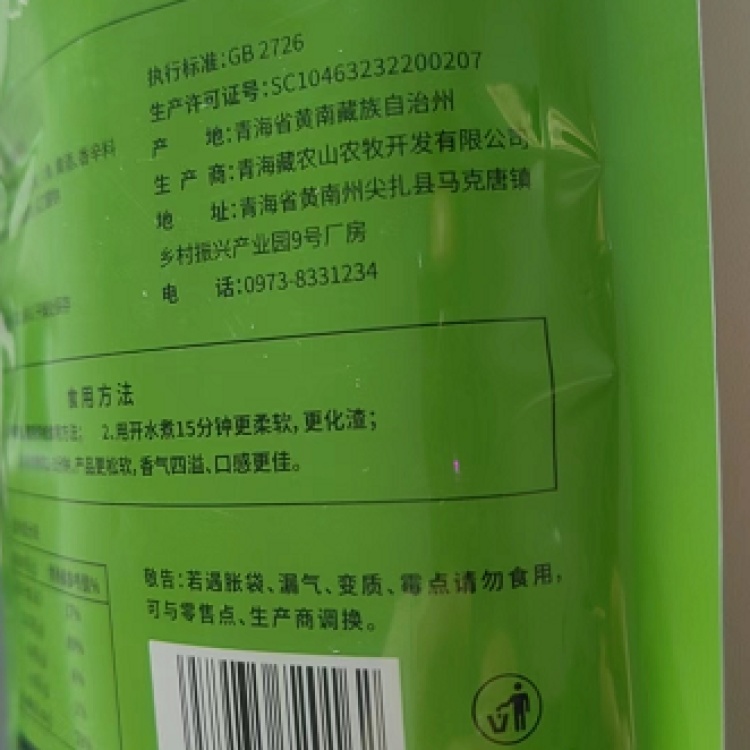 执行标准:GB 2726
生产许可证号:SC10463232200207
产 地:青海省黄南藏族自治州
生 产 商:青海藏农山农牧开发有限公司
地 址:青海省黄南州尖扎县马克唐镇
乡村振兴产业园9号厂房
电 话:0973-8331234
香辛料
食用方法
2.用开水煮15分钟更柔软,更化渣;
产品更松软,香气四溢、口感更佳。
敬告:若遇胀袋、漏气、变质、霉点请勿食用,
可与零售点、生产商调换。